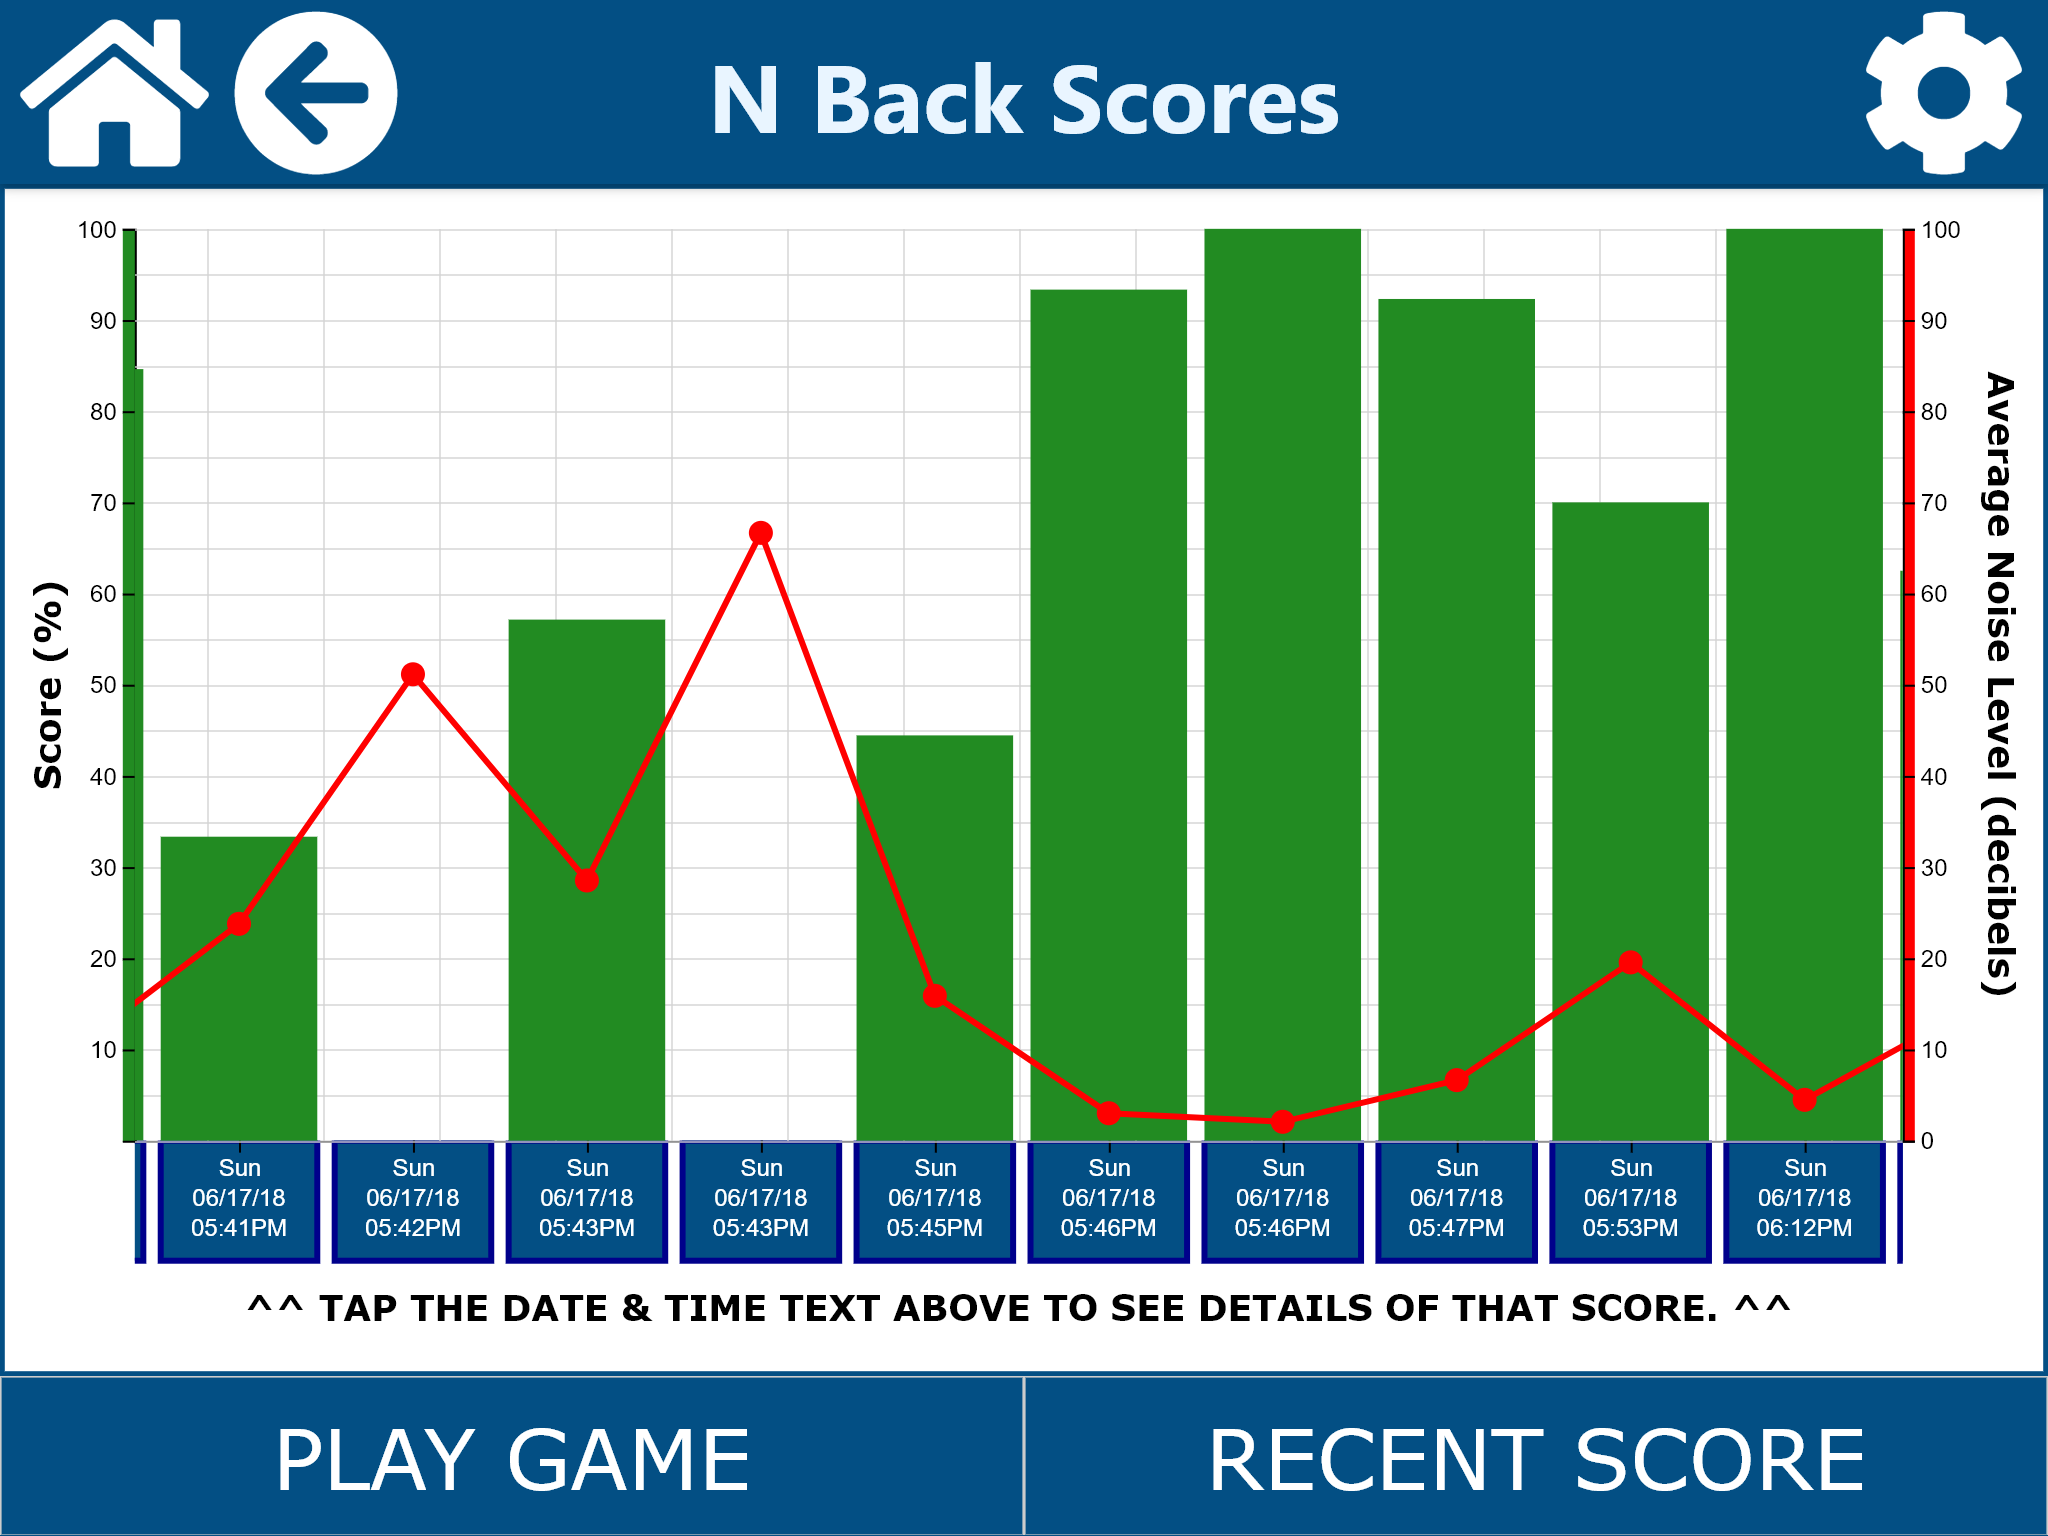 N Back Scores
100
90
80
70
60
50
40
30
20
10
Score (%)
100
90
80
70
60
50
40
30
20
10
0
Average Noise Level (decibels)
Sun
06/17/18
05:41PM
Sun
06/17/18
05:42PM
Sun
06/17/18
05:43PM
Sun
06/17/18
05:43PM
Sun
06/17/18
05:45PM
Sun
06/17/18
05:46PM
Sun
06/17/18
05:46PM
Sun
06/17/18
05:47PM
Sun
06/17/18
05:53PM
Sun
06/17/18
06:12PM
^^ TAP THE DATE & TIME TEXT ABOVE TO SEE DETAILS OF THAT SCORE. ^^
PLAY GAME
RECENT SCORE